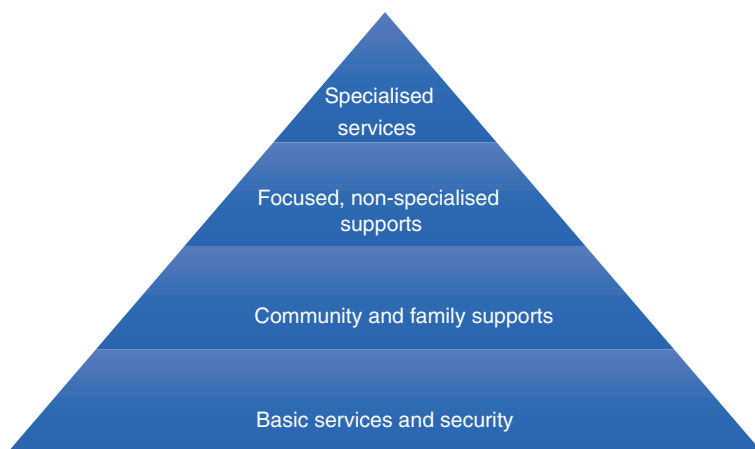 Specialised
services
Focused, non-specialised
supports
Community and family supports
Basic services and security